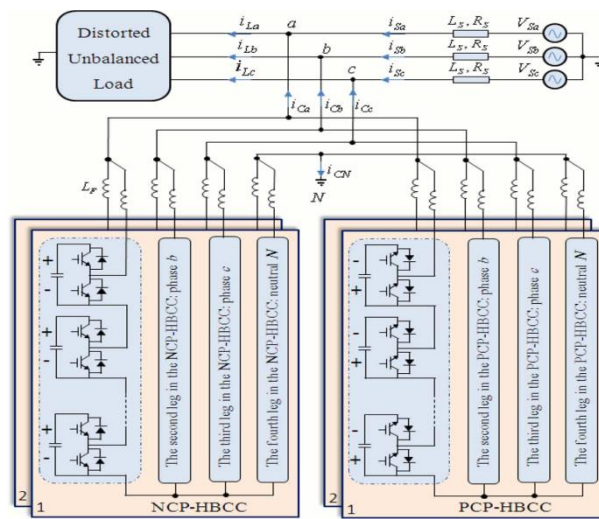 Distorted
Unbalanced
Load
i_La
i_Lb
i_Lc
a
b
c
i_Sa
i_Sb
i_Sc
L_S, R_S
L_S, R_S
L_S, R_S
V_Sa
V_Sb
V_Sc
i_Ca
i_Cb
i_Cc
i_CN
N
L_F
+
-
+
-
+
-
The second leg in the NCP-HBCC: phase b
The third leg in the NCP-HBCC: phase c
The fourth leg in the NCP-HBCC: neutral N
2
1
NCP-HBCC
-
+
-
+
-
+
The second leg in the PCP-HBCC: phase b
The third leg in the PCP-HBCC: phase c
The fourth leg in the PCP-HBCC: neutral N
2
1
PCP-HBCC